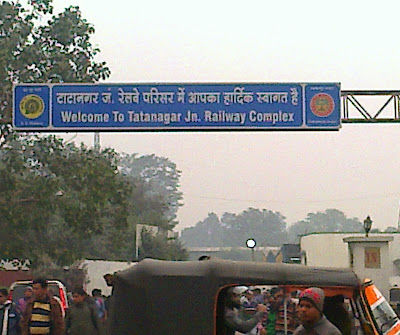 टाटानगर जं. रेलवे परिसर में आपका हार्दिक स्वागत है
Welcome To Tatanagar Jn. Railway Complex